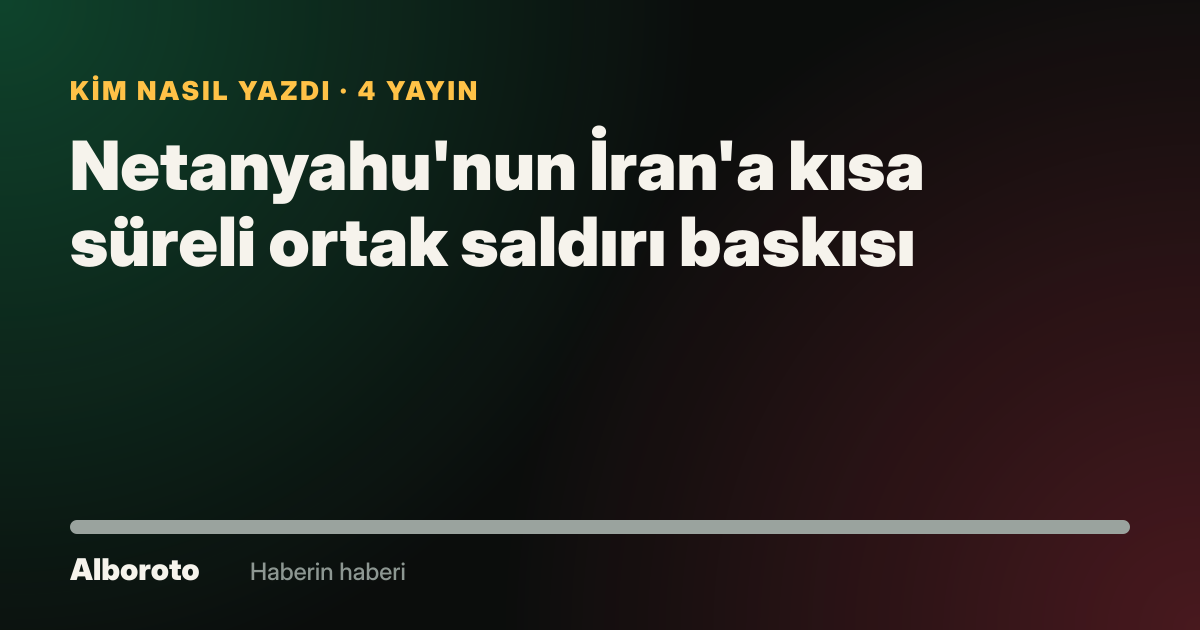 KİM NASIL YAZDI · 4 YAYIN
Netanyahu'nun İran'a kısa
süreli ortak saldırı baskısı
Alboroto
Haberin haberi